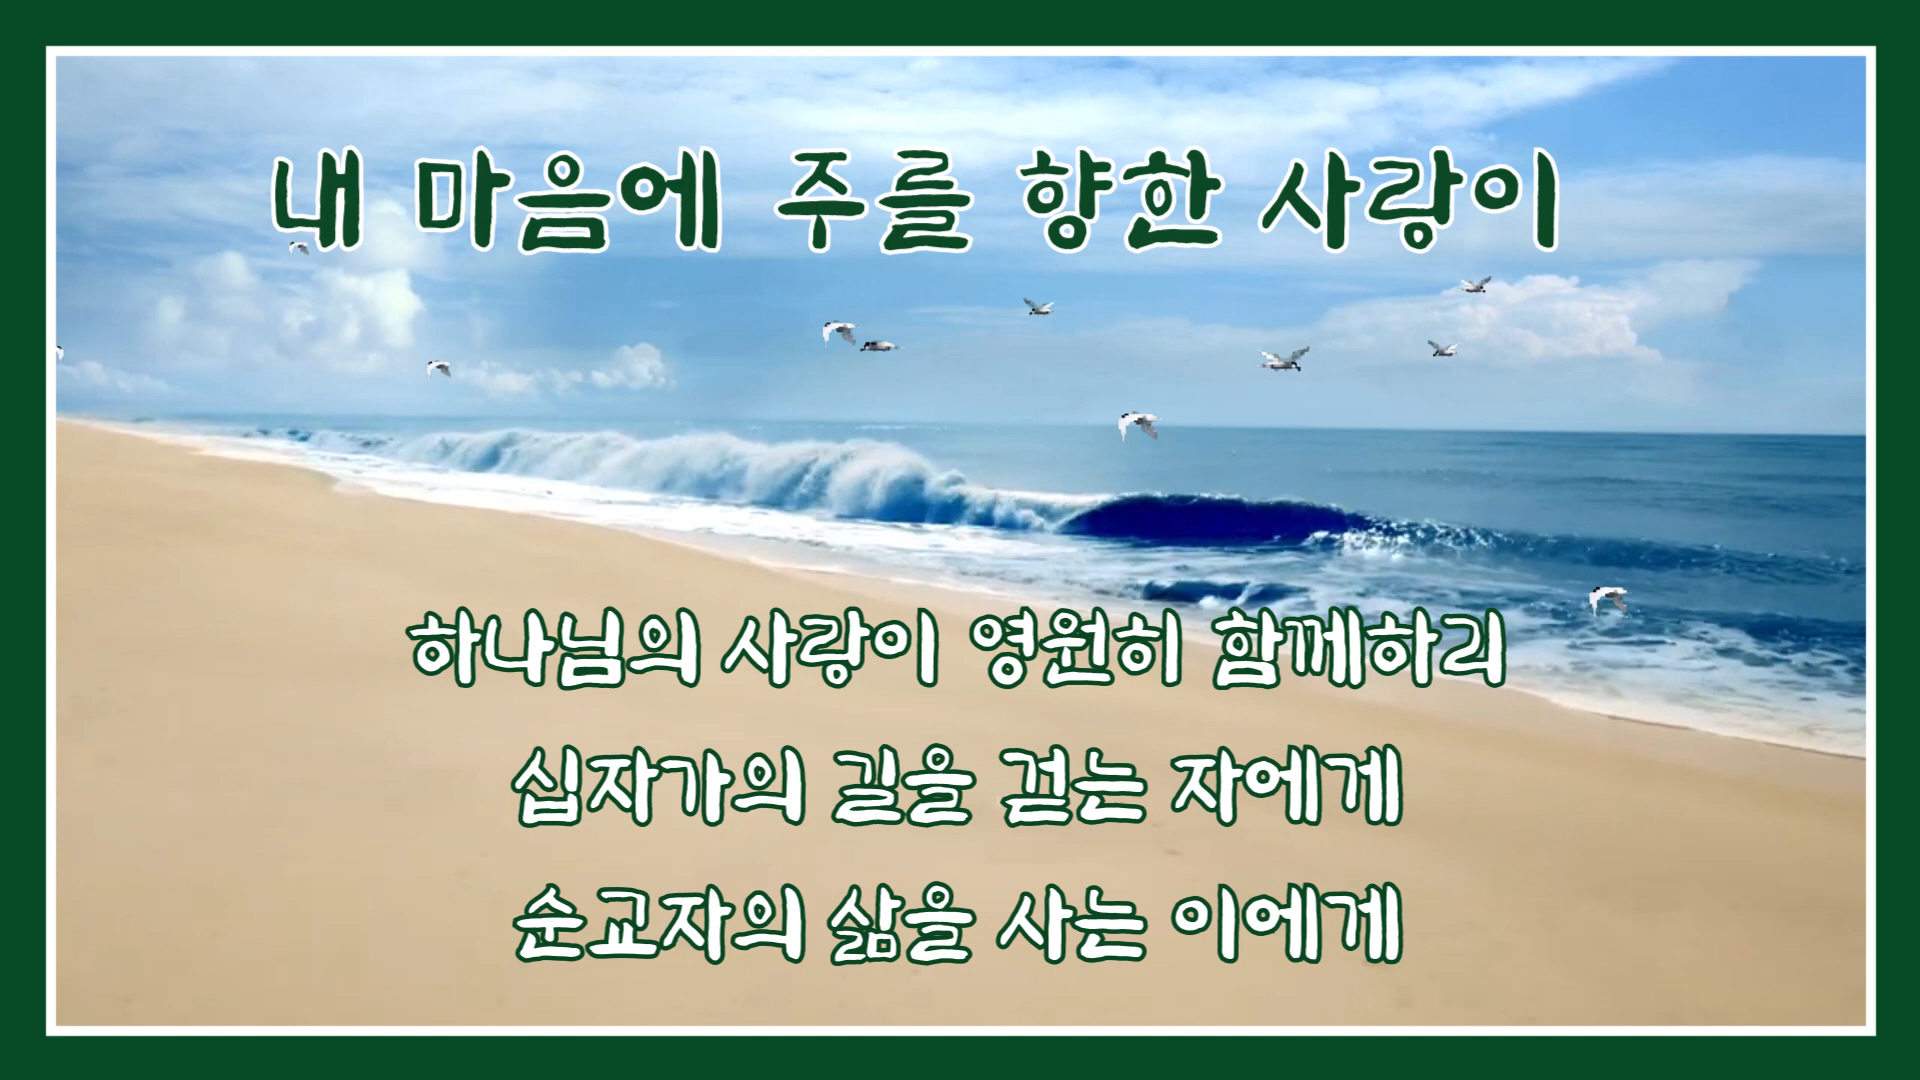 내 마음에 주를 향한 사랑이
하나님의 사랑이 영원히 함께하리
십자가의 길을 걷는 자에게
순교자의 삶을 사는 이에게